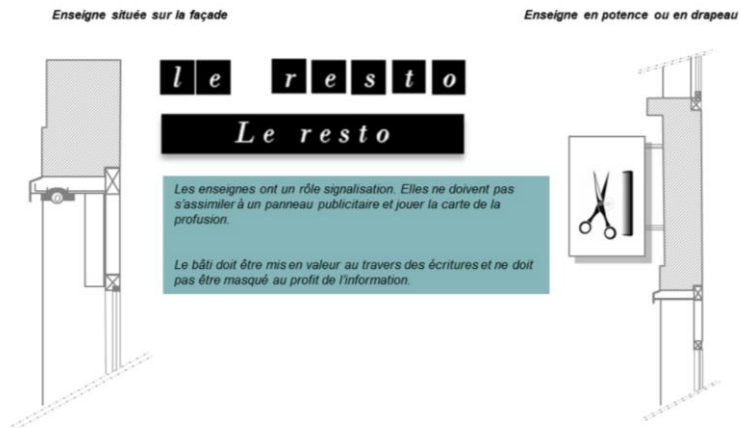 Enseigne située sur la façade
Enseigne en potence ou en drapeau
le resto
Le resto
Les enseignes ont un rôle signalisation. Elles ne doivent pas
s'assimiler à un panneau publicitaire et jouer la carte de la
profusion.
Le bâti doit être mis en valeur au travers des écritures et ne doit
pas être masqué au profit de l'information.